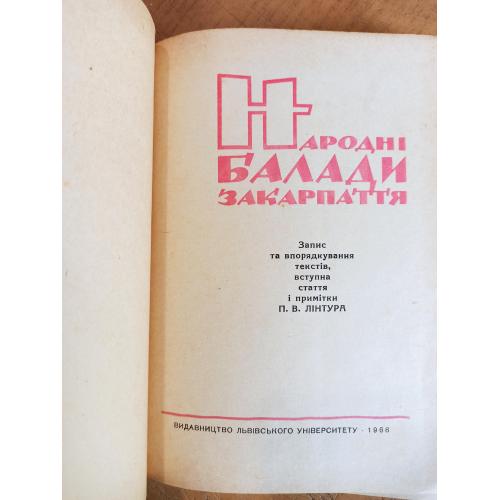 НАРОДНІ
БАЛАДИ
ЗАКАРПАТТЯ
Запис
та впорядкування
текстів,
вступна
стаття
і примітки
П. В. ЛІНТУРА
ВИДАВНИЦТВО ЛЬВІВСЬКОГО УНІВЕРСИТЕТУ · 1966